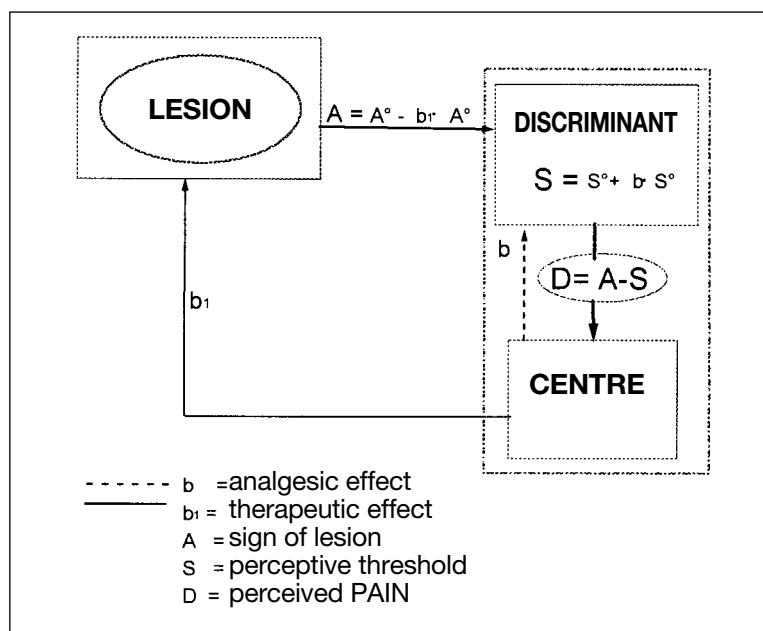 LESION
A = A° - b₁· A°
DISCRIMINANT
S = S°+ b· S°
b
D= A-S
b₁
CENTRE
b =analgesic effect
b₁ = therapeutic effect
A =sign of lesion
S =perceptive threshold
D = perceived PAIN